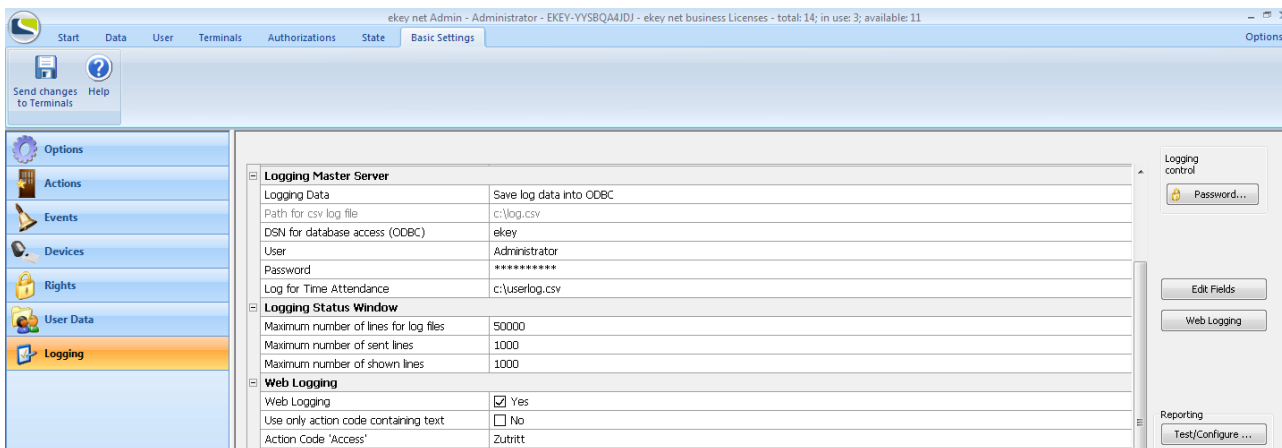 ekey net Admin - Administrator - EKEY-YYSBQA4JDJ - ekey net business Licenses - total: 14; in use: 3; available: 11
Start Data User Terminals Authorizations State Basic Settings Options
Send changes to Terminals
Help
Options
Actions
Events
Devices
Rights
User Data
Logging
Logging Master Server
Logging Data Save log data into ODBC
Path for csv log file c:\log.csv
DSN for database access (ODBC) ekey
User Administrator
Password **********
Log for Time Attendance c:\userlog.csv
Logging Status Window
Maximum number of lines for log files 50000
Maximum number of sent lines 1000
Maximum number of shown lines 1000
Web Logging
Web Logging Yes
Use only action code containing text No
Action Code 'Access' Zutritt
Logging
control
Password...
Edit Fields
Web Logging
Reporting
Test/Configure ...